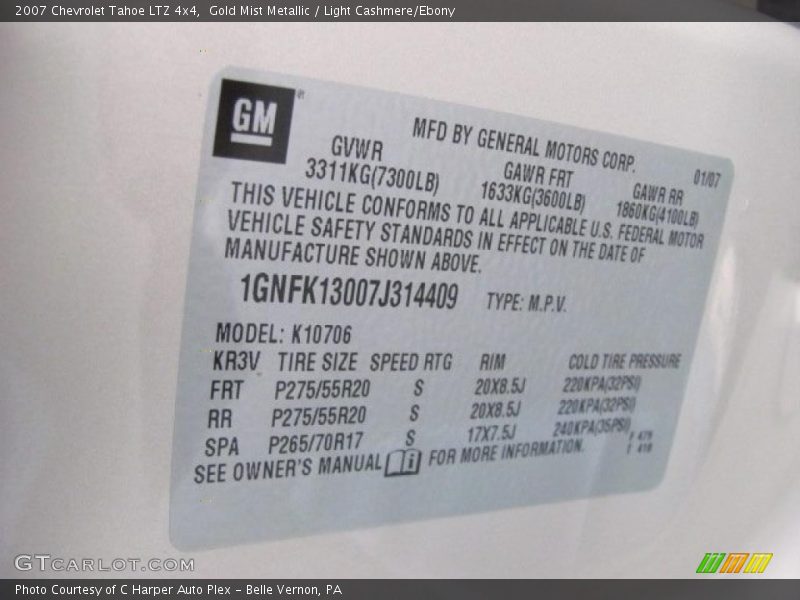 2007 Chevrolet Tahoe LTZ 4x4, Gold Mist Metallic / Light Cashmere/Ebony
GM
MFD BY GENERAL MOTORS CORP.
01/07
GVWR GAWR FRT GAWR RR
3311KG(7300LB) 1633KG(3600LB) 1860KG(4100LB)
THIS VEHICLE CONFORMS TO ALL APPLICABLE U.S. FEDERAL MOTOR
VEHICLE SAFETY STANDARDS IN EFFECT ON THE DATE OF
MANUFACTURE SHOWN ABOVE.
1GNFK13007J314409 TYPE: M.P.V.
MODEL: K10706
KR3V TIRE SIZE SPEED RTG RIM COLD TIRE PRESSURE
FRT P275/55R20 S 20X8.5J 220KPA(32PSI)
RR P275/55R20 S 20X8.5J 220KPA(32PSI)
SPA P265/70R17 S 17X7.5J 240KPA(35PSI)
SEE OWNER'S MANUAL FOR MORE INFORMATION.
GTCARLOT.COM
Photo Courtesy of C Harper Auto Plex – Belle Vernon, PA